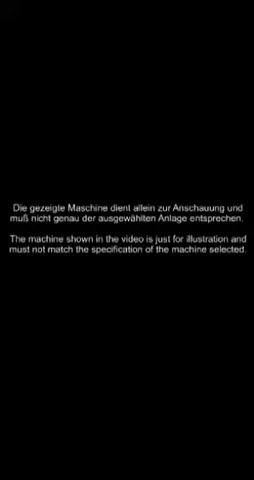 Die gezeigte Maschine dient allein zur Anschauung und
muß nicht genau der ausgewählten Anlage entsprechen.
The machine shown in the video is just for illustration and
must not match the specification of the machine selected.